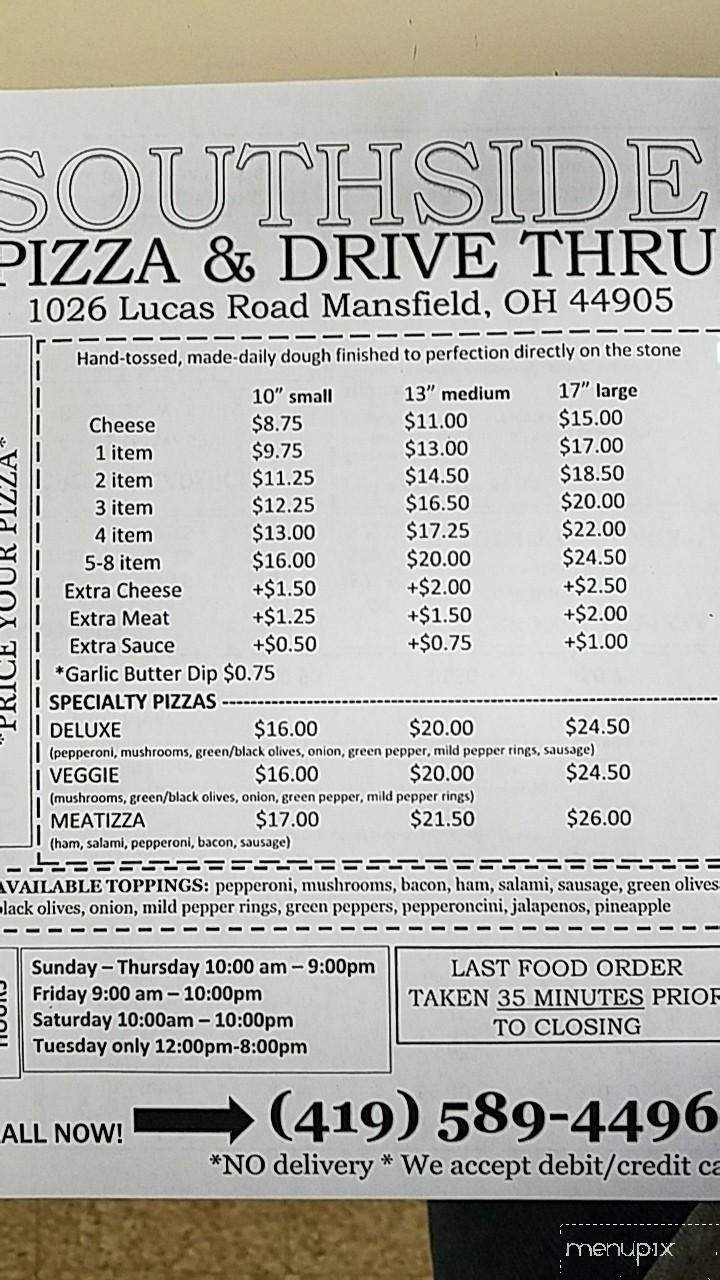 SOUTHSIDE
PIZZA & DRIVE THRU
1026 Lucas Road Mansfield, OH 44905
*PRICE YOUR PIZZA*
Hand-tossed, made-daily dough finished to perfection directly on the stone
10” small 13” medium 17” large
Cheese $8.75 $11.00 $15.00
1 item $9.75 $13.00 $17.00
2 item $11.25 $14.50 $18.50
3 item $12.25 $16.50 $20.00
4 item $13.00 $17.25 $22.00
5-8 item $16.00 $20.00 $24.50
Extra Cheese +$1.50 +$2.00 +$2.50
Extra Meat +$1.25 +$1.50 +$2.00
Extra Sauce +$0.50 +$0.75 +$1.00
*Garlic Butter Dip $0.75
SPECIALTY PIZZAS
DELUXE $16.00 $20.00 $24.50
(pepperoni, mushrooms, green/black olives, onion, green pepper, mild pepper rings, sausage)
VEGGIE $16.00 $20.00 $24.50
(mushrooms, green/black olives, onion, green pepper, mild pepper rings)
MEATIZZA $17.00 $21.50 $26.00
(ham, salami, pepperoni, bacon, sausage)
AVAILABLE TOPPINGS: pepperoni, mushrooms, bacon, ham, salami, sausage, green olives
lack olives, onion, mild pepper rings, green peppers, pepperoncini, jalapenos, pineapple
HOURS
Sunday – Thursday 10:00 am – 9:00pm
Friday 9:00 am – 10:00pm
Saturday 10:00am – 10:00pm
Tuesday only 12:00pm-8:00pm
LAST FOOD ORDER
TAKEN 35 MINUTES PRIOR
TO CLOSING
ALL NOW! (419) 589-4496
*NO delivery * We accept debit/credit ca
menupix